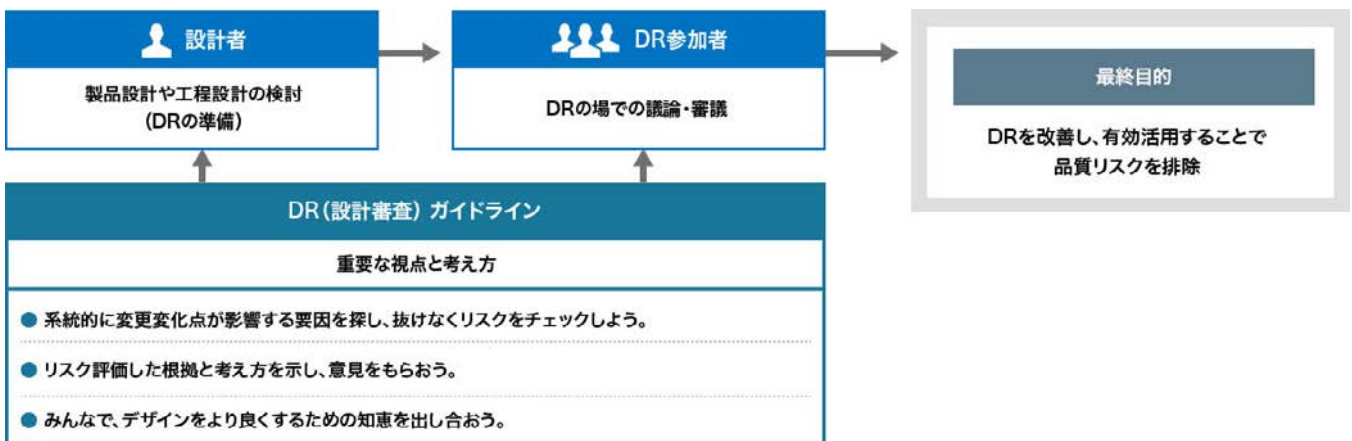 設計者
製品設計や工程設計の検討
(DRの準備)
DR参加者
DRの場での議論・審議
最終目的
DRを改善し、有効活用することで
品質リスクを排除
DR(設計審査) ガイドライン
重要な視点と考え方
● 系統的に変更変化点が影響する要因を探し、抜けなくリスクをチェックしよう。
● リスク評価した根拠と考え方を示し、意見をもらおう。
● みんなで、デザインをより良くするための知恵を出し合おう。